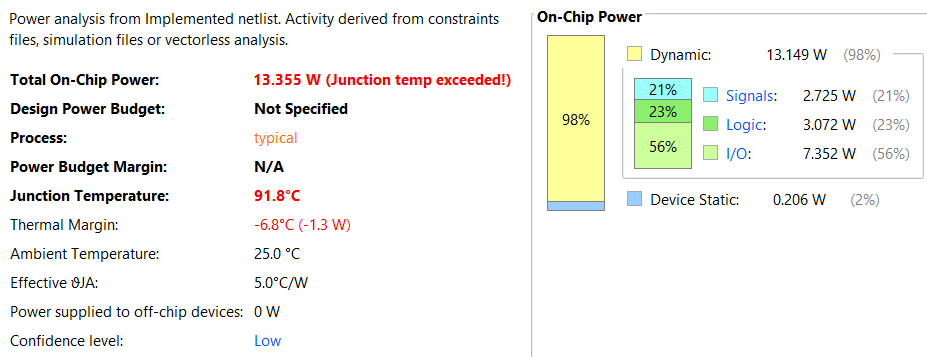 Power analysis from Implemented netlist. Activity derived from constraints
files, simulation files or vectorless analysis.
Total On-Chip Power: 13.355 W (Junction temp exceeded!)
Design Power Budget: Not Specified
Process: typical
Power Budget Margin: N/A
Junction Temperature: 91.8°C
Thermal Margin: -6.8°C (-1.3 W)
Ambient Temperature: 25.0 °C
Effective ϑJA: 5.0°C/W
Power supplied to off-chip devices: 0 W
Confidence level: Low
On-Chip Power
98%
Dynamic: 13.149 W (98%)
21%
23%
56%
Signals: 2.725 W (21%)
Logic: 3.072 W (23%)
I/O: 7.352 W (56%)
Device Static: 0.206 W (2%)